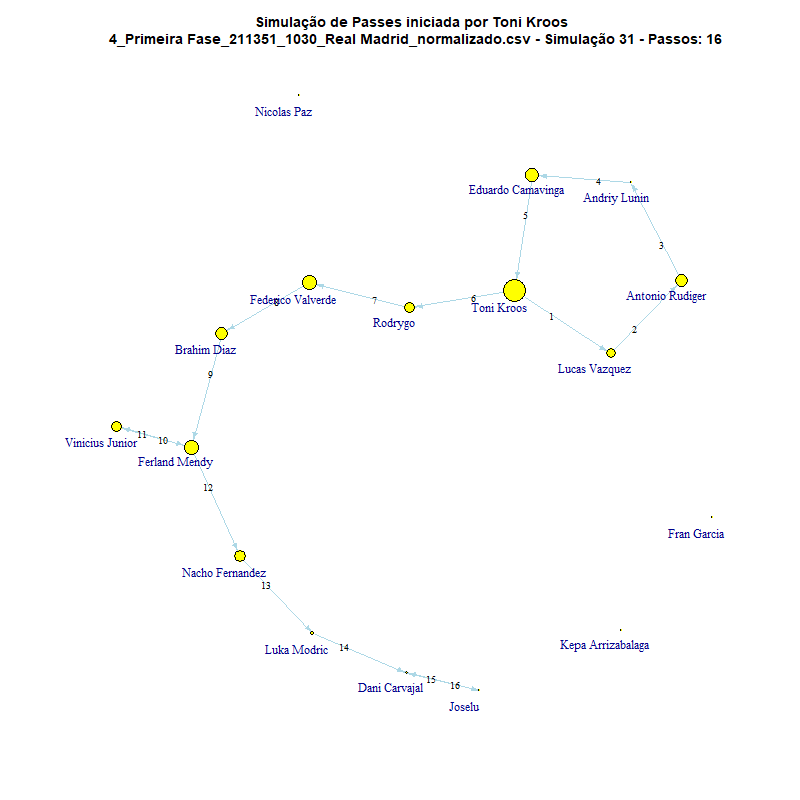 Simulação de Passes iniciada por Toni Kroos
4_Primeira Fase_211351_1030_Real Madrid_normalizado.csv - Simulação 31 - Passos: 16
Nicolas Paz
4
Eduardo Camavinga
Andriy Lunin
5
3
Federico Valverde
8
7
6
Toni Kroos
Antonio Rudiger
Rodrygo
1
2
Brahim Diaz
Lucas Vazquez
9
11
10
Vinicius Junior
Ferland Mendy
12
Fran Garcia
Nacho Fernandez
13
Luka Modric
14
Kepa Arrizabalaga
15
16
Dani Carvajal
Joselu